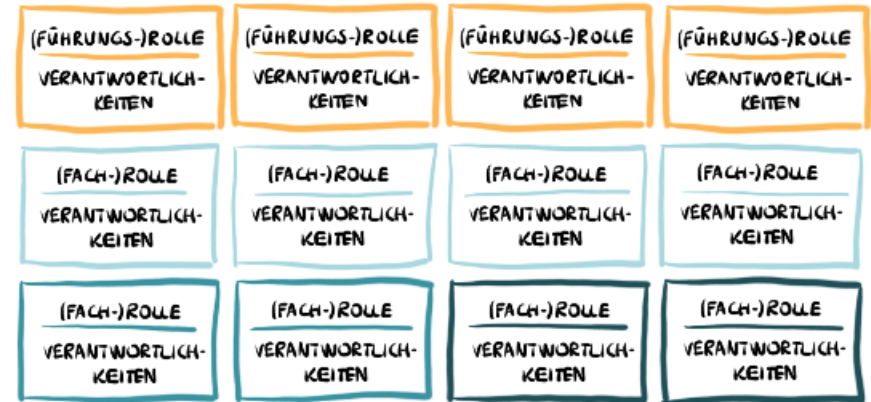 (FÜHRUNGS-)ROLLE
VERANTWORTLICH-
KEITEN
(FÜHRUNGS-)ROLLE
VERANTWORTLICH-
KEITEN
(FÜHRUNGS-)ROLLE
VERANTWORTLICH-
KEITEN
(FÜHRUNGS-)ROLLE
VERANTWORTLICH-
KEITEN
(FACH-)ROLLE
VERANTWORTLICH-
KEITEN
(FACH-)ROLLE
VERANTWORTLICH-
KEITEN
(FACH-)ROLLE
VERANTWORTLICH-
KEITEN
(FACH-)ROLLE
VERANTWORTLICH-
KEITEN
(FACH-)ROLLE
VERANTWORTLICH-
KEITEN
(FACH-)ROLLE
VERANTWORTLICH-
KEITEN
(FACH-)ROLLE
VERANTWORTLICH-
KEITEN
(FACH-)ROLLE
VERANTWORTLICH-
KEITEN